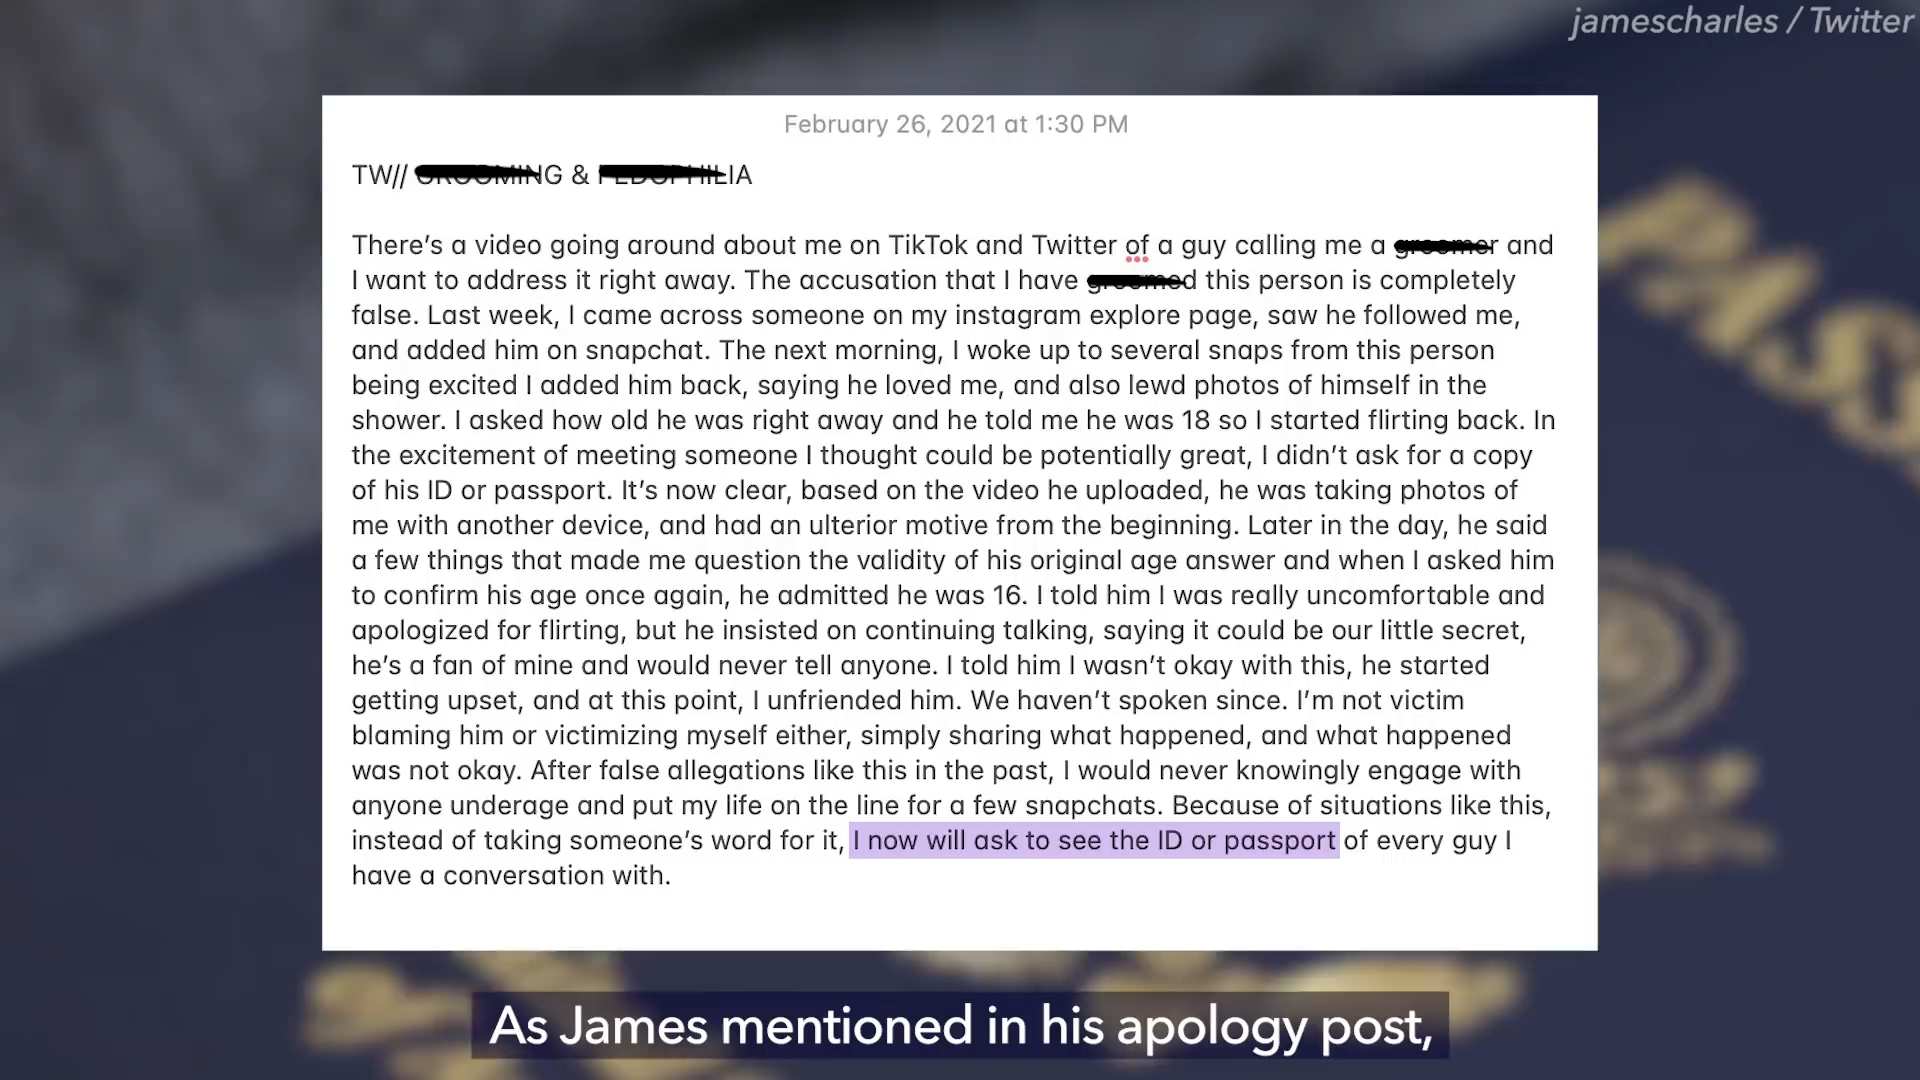 jamescharles / Twitter
February 26, 2021 at 1:30 PM
TW// GROOMING & PEDOPHILIA
There's a video going around about me on TikTok and Twitter of a guy calling me a groomer and
I want to address it right away. The accusation that I have groomed this person is completely
false. Last week, I came across someone on my instagram explore page, saw he followed me,
and added him on snapchat. The next morning, I woke up to several snaps from this person
being excited I added him back, saying he loved me, and also lewd photos of himself in the
shower. I asked how old he was right away and he told me he was 18 so I started flirting back. In
the excitement of meeting someone I thought could be potentially great, I didn't ask for a copy
of his ID or passport. It's now clear, based on the video he uploaded, he was taking photos of
me with another device, and had an ulterior motive from the beginning. Later in the day, he said
a few things that made me question the validity of his original age answer and when I asked him
to confirm his age once again, he admitted he was 16. I told him I was really uncomfortable and
apologized for flirting, but he insisted on continuing talking, saying it could be our little secret,
he's a fan of mine and would never tell anyone. I told him I wasn't okay with this, he started
getting upset, and at this point, I unfriended him. We haven't spoken since. I'm not victim
blaming him or victimizing myself either, simply sharing what happened, and what happened
was not okay. After false allegations like this in the past, I would never knowingly engage with
anyone underage and put my life on the line for a few snapchats. Because of situations like this,
instead of taking someone's word for it, I now will ask to see the ID or passport of every guy I
have a conversation with.
As James mentioned in his apology post,